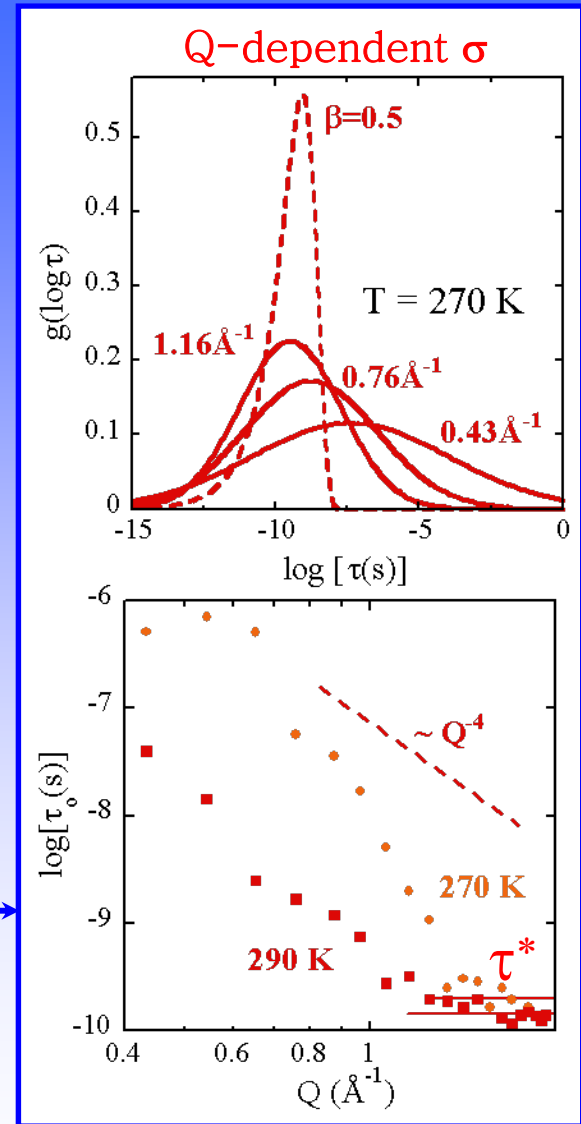 Q-dependent σ
0.5
β=0.5
0.4
g(logτ)
0.3
T = 270 K
0.2
1.16Å⁻¹
0.76Å⁻¹
0.1
0.43Å⁻¹
0
-15
-10
-5
0
log [τ(s)]
-6
-7
~ Q⁻⁴
log[τₒ(s)]
-8
270 K
-9
290 K
τ*
-10
0.4
0.6
0.8
1
Q (Å⁻¹)